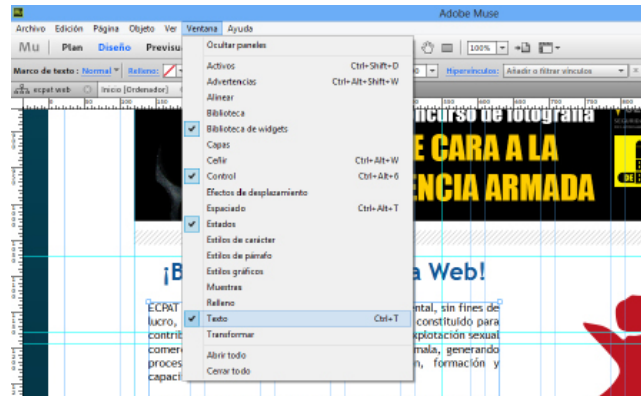 Adobe Muse
Archivo Edición Página Objeto Ver Ventana Ayuda
Mu Plan Diseño Previsu
100%
Marco de texto: Normal Relleno:
Hipervínculos: Añadir o filtrar vínculos
ecpat web Inicio [Ordenador]
Ocultar paneles
Activos Ctrl+Shift+D
Advertencias Ctrl+Alt+Shift+W
Alinear
Biblioteca
Biblioteca de widgets
Capas
Ceñir Ctrl+Alt+W
Control Ctrl+Alt+6
Efectos de desplazamiento
Espaciado Ctrl+Alt+T
Estados
Estilos de carácter
Estilos de párrafo
Estilos gráficos
Muestras
Relleno
Texto Ctrl+T
Transformar
Abrir todo
Cerrar todo
ncurso de fotografía
E CARA A LA
NCIA ARMADA
¡B a Web!
ECPAT ntal, sin fines de
lucro, constituido para
contrib xplotación sexual
comer mala, generando
proces n, formación y
capaci